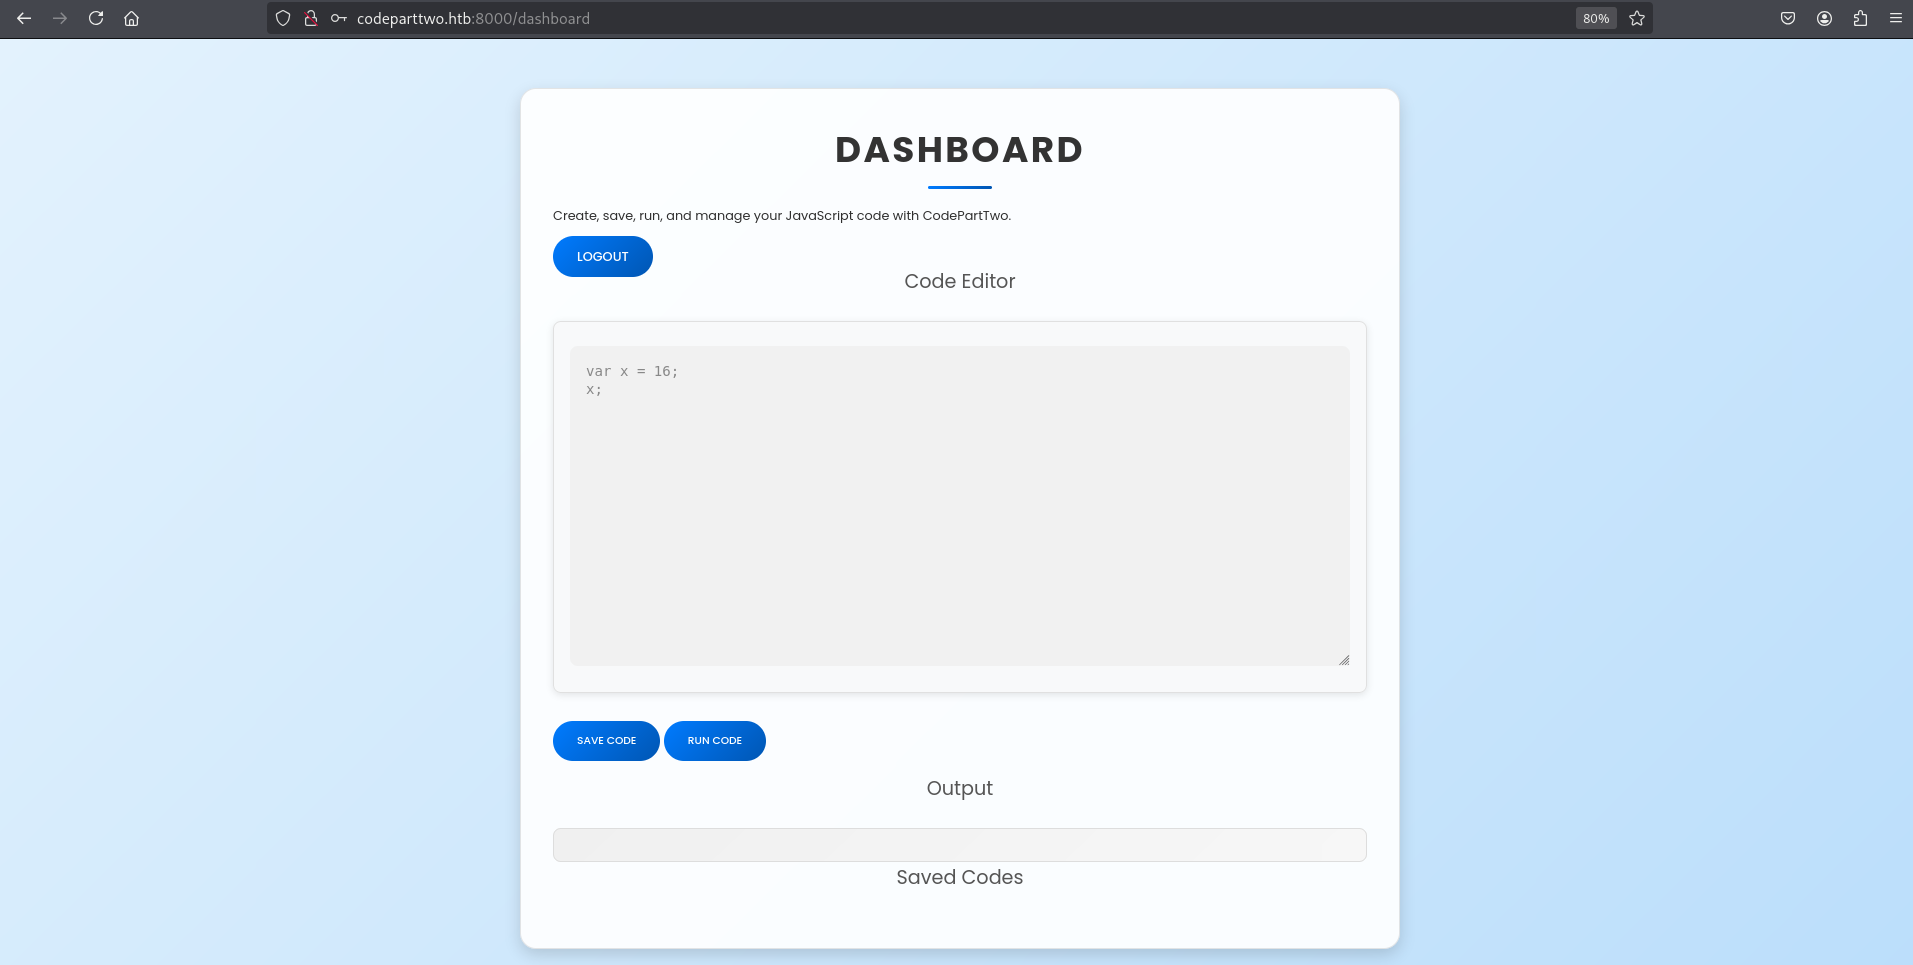 codeparttwo.htb:8000/dashboard
80%
DASHBOARD
Create, save, run, and manage your JavaScript code with CodePartTwo.
LOGOUT
Code Editor
var x = 16;
x;
SAVE CODE
RUN CODE
Output
Saved Codes